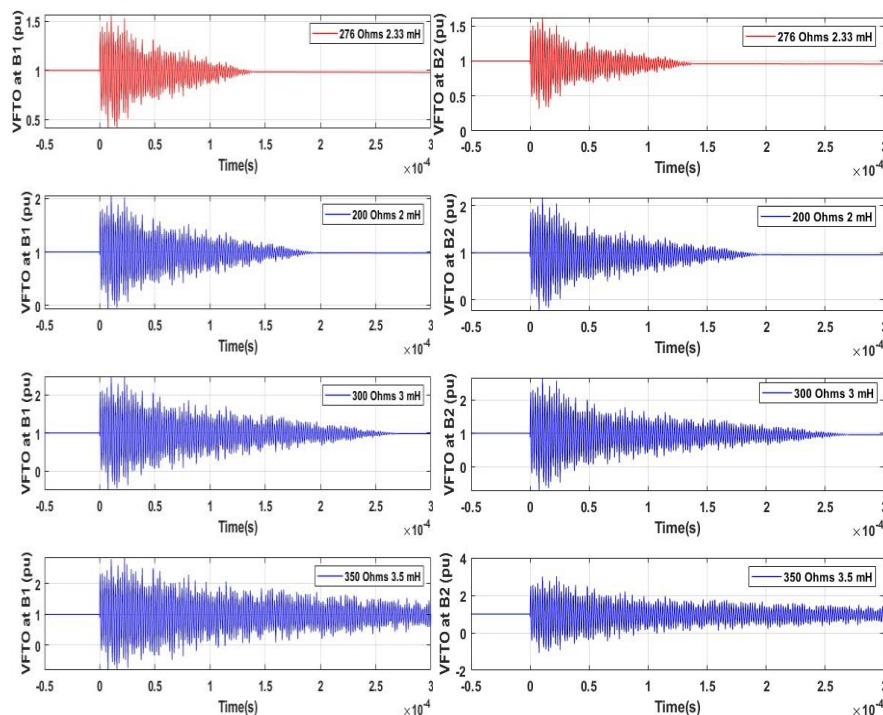 VFTO at B1 (pu)
1.5
1
0.5
276 Ohms 2.33 mH
-0.5 0 0.5 1 1.5 2 2.5 3
Time(s)
×10⁻⁴
VFTO at B2 (pu)
1.5
1
0.5
0
276 Ohms 2.33 mH
-0.5 0 0.5 1 1.5 2 2.5 3
Time(s)
×10⁻⁴
VFTO at B1 (pu)
2
1
0
200 Ohms 2 mH
-0.5 0 0.5 1 1.5 2 2.5 3
Time(s)
×10⁻⁴
VFTO at B2 (pu)
2
1
0
200 Ohms 2 mH
-0.5 0 0.5 1 1.5 2 2.5 3
Time(s)
×10⁻⁴
VFTO at B1 (pu)
2
1
0
300 Ohms 3 mH
-0.5 0 0.5 1 1.5 2 2.5 3
Time(s)
×10⁻⁴
VFTO at B2 (pu)
2
1
0
300 Ohms 3 mH
-0.5 0 0.5 1 1.5 2 2.5 3
Time(s)
×10⁻⁴
VFTO at B1 (pu)
2
1
0
350 Ohms 3.5 mH
-0.5 0 0.5 1 1.5 2 2.5 3
Time(s)
×10⁻⁴
VFTO at B2 (pu)
4
2
0
-2
350 Ohms 3.5 mH
-0.5 0 0.5 1 1.5 2 2.5 3
Time(s)
×10⁻⁴